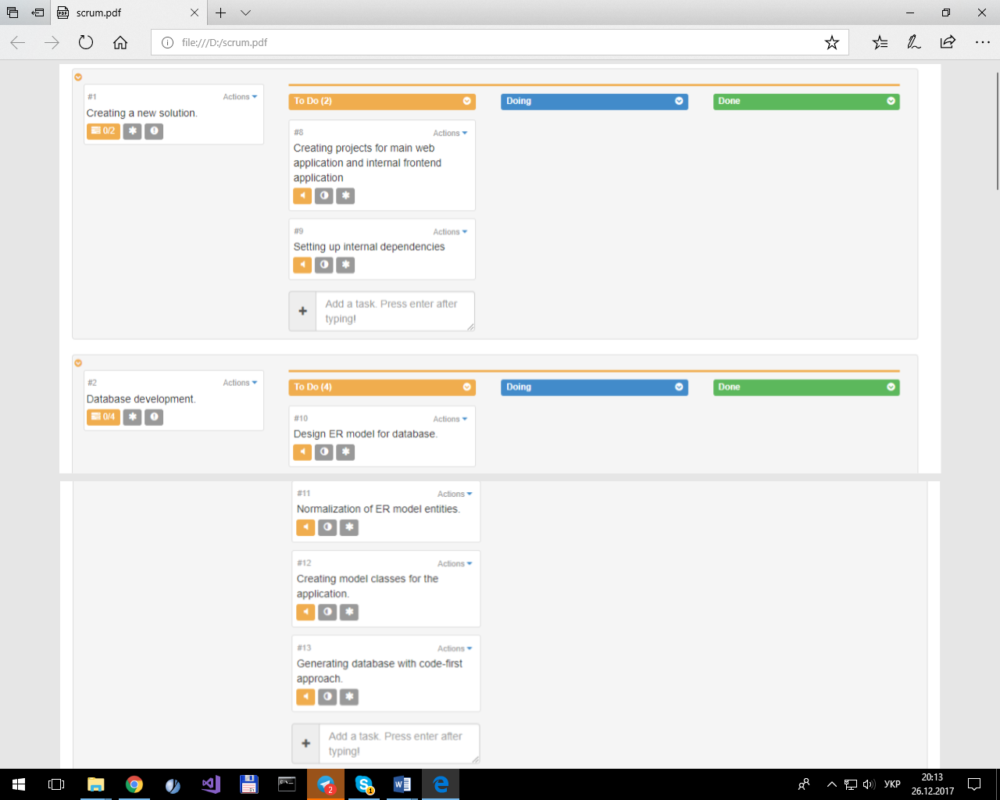 scrum.pdf
file:///D:/scrum.pdf
#1 Actions
Creating a new solution.
0/2
To Do (2)
Doing
Done
#8 Actions
Creating projects for main web
application and internal frontend
application
#9 Actions
Setting up internal dependencies
Add a task. Press enter after
typing!
#2 Actions
Database development.
0/4
To Do (4)
Doing
Done
#10 Actions
Design ER model for database.
#11 Actions
Normalization of ER model entities.
#12 Actions
Creating model classes for the
application.
#13 Actions
Generating database with code-first
approach.
Add a task. Press enter after
typing!
2
1
УКР
20:13
26.12.2017